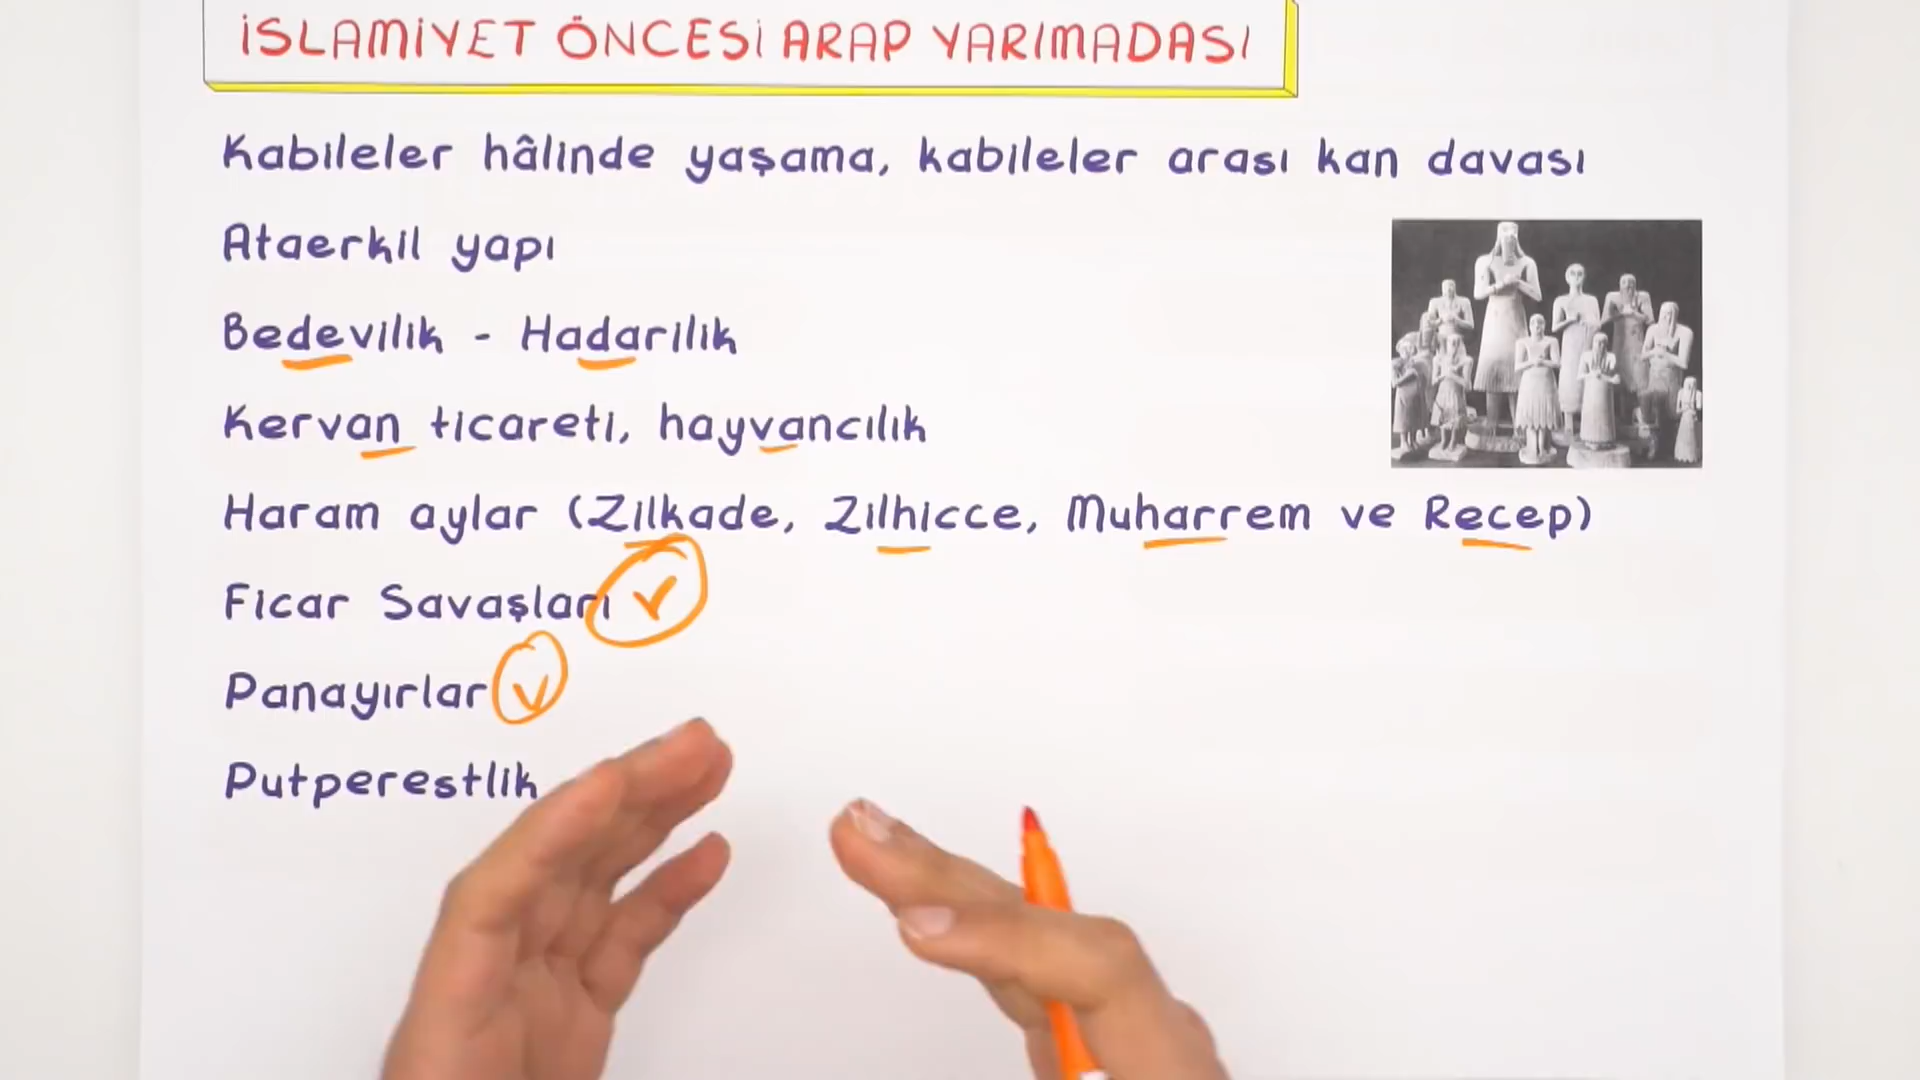 İSLAMİYET ÖNCESİ ARAP YARIMADASI
Kabileler hâlinde yaşama, kabileler arası kan davası
Ataerkil yapı
Bedevilik - Hadarilik
Kervan ticareti, hayvancılık
Haram aylar (Zilkade, Zilhicce, Muharrem ve Recep)
Ficar Savaşları
Panayırlar
Putperestlik